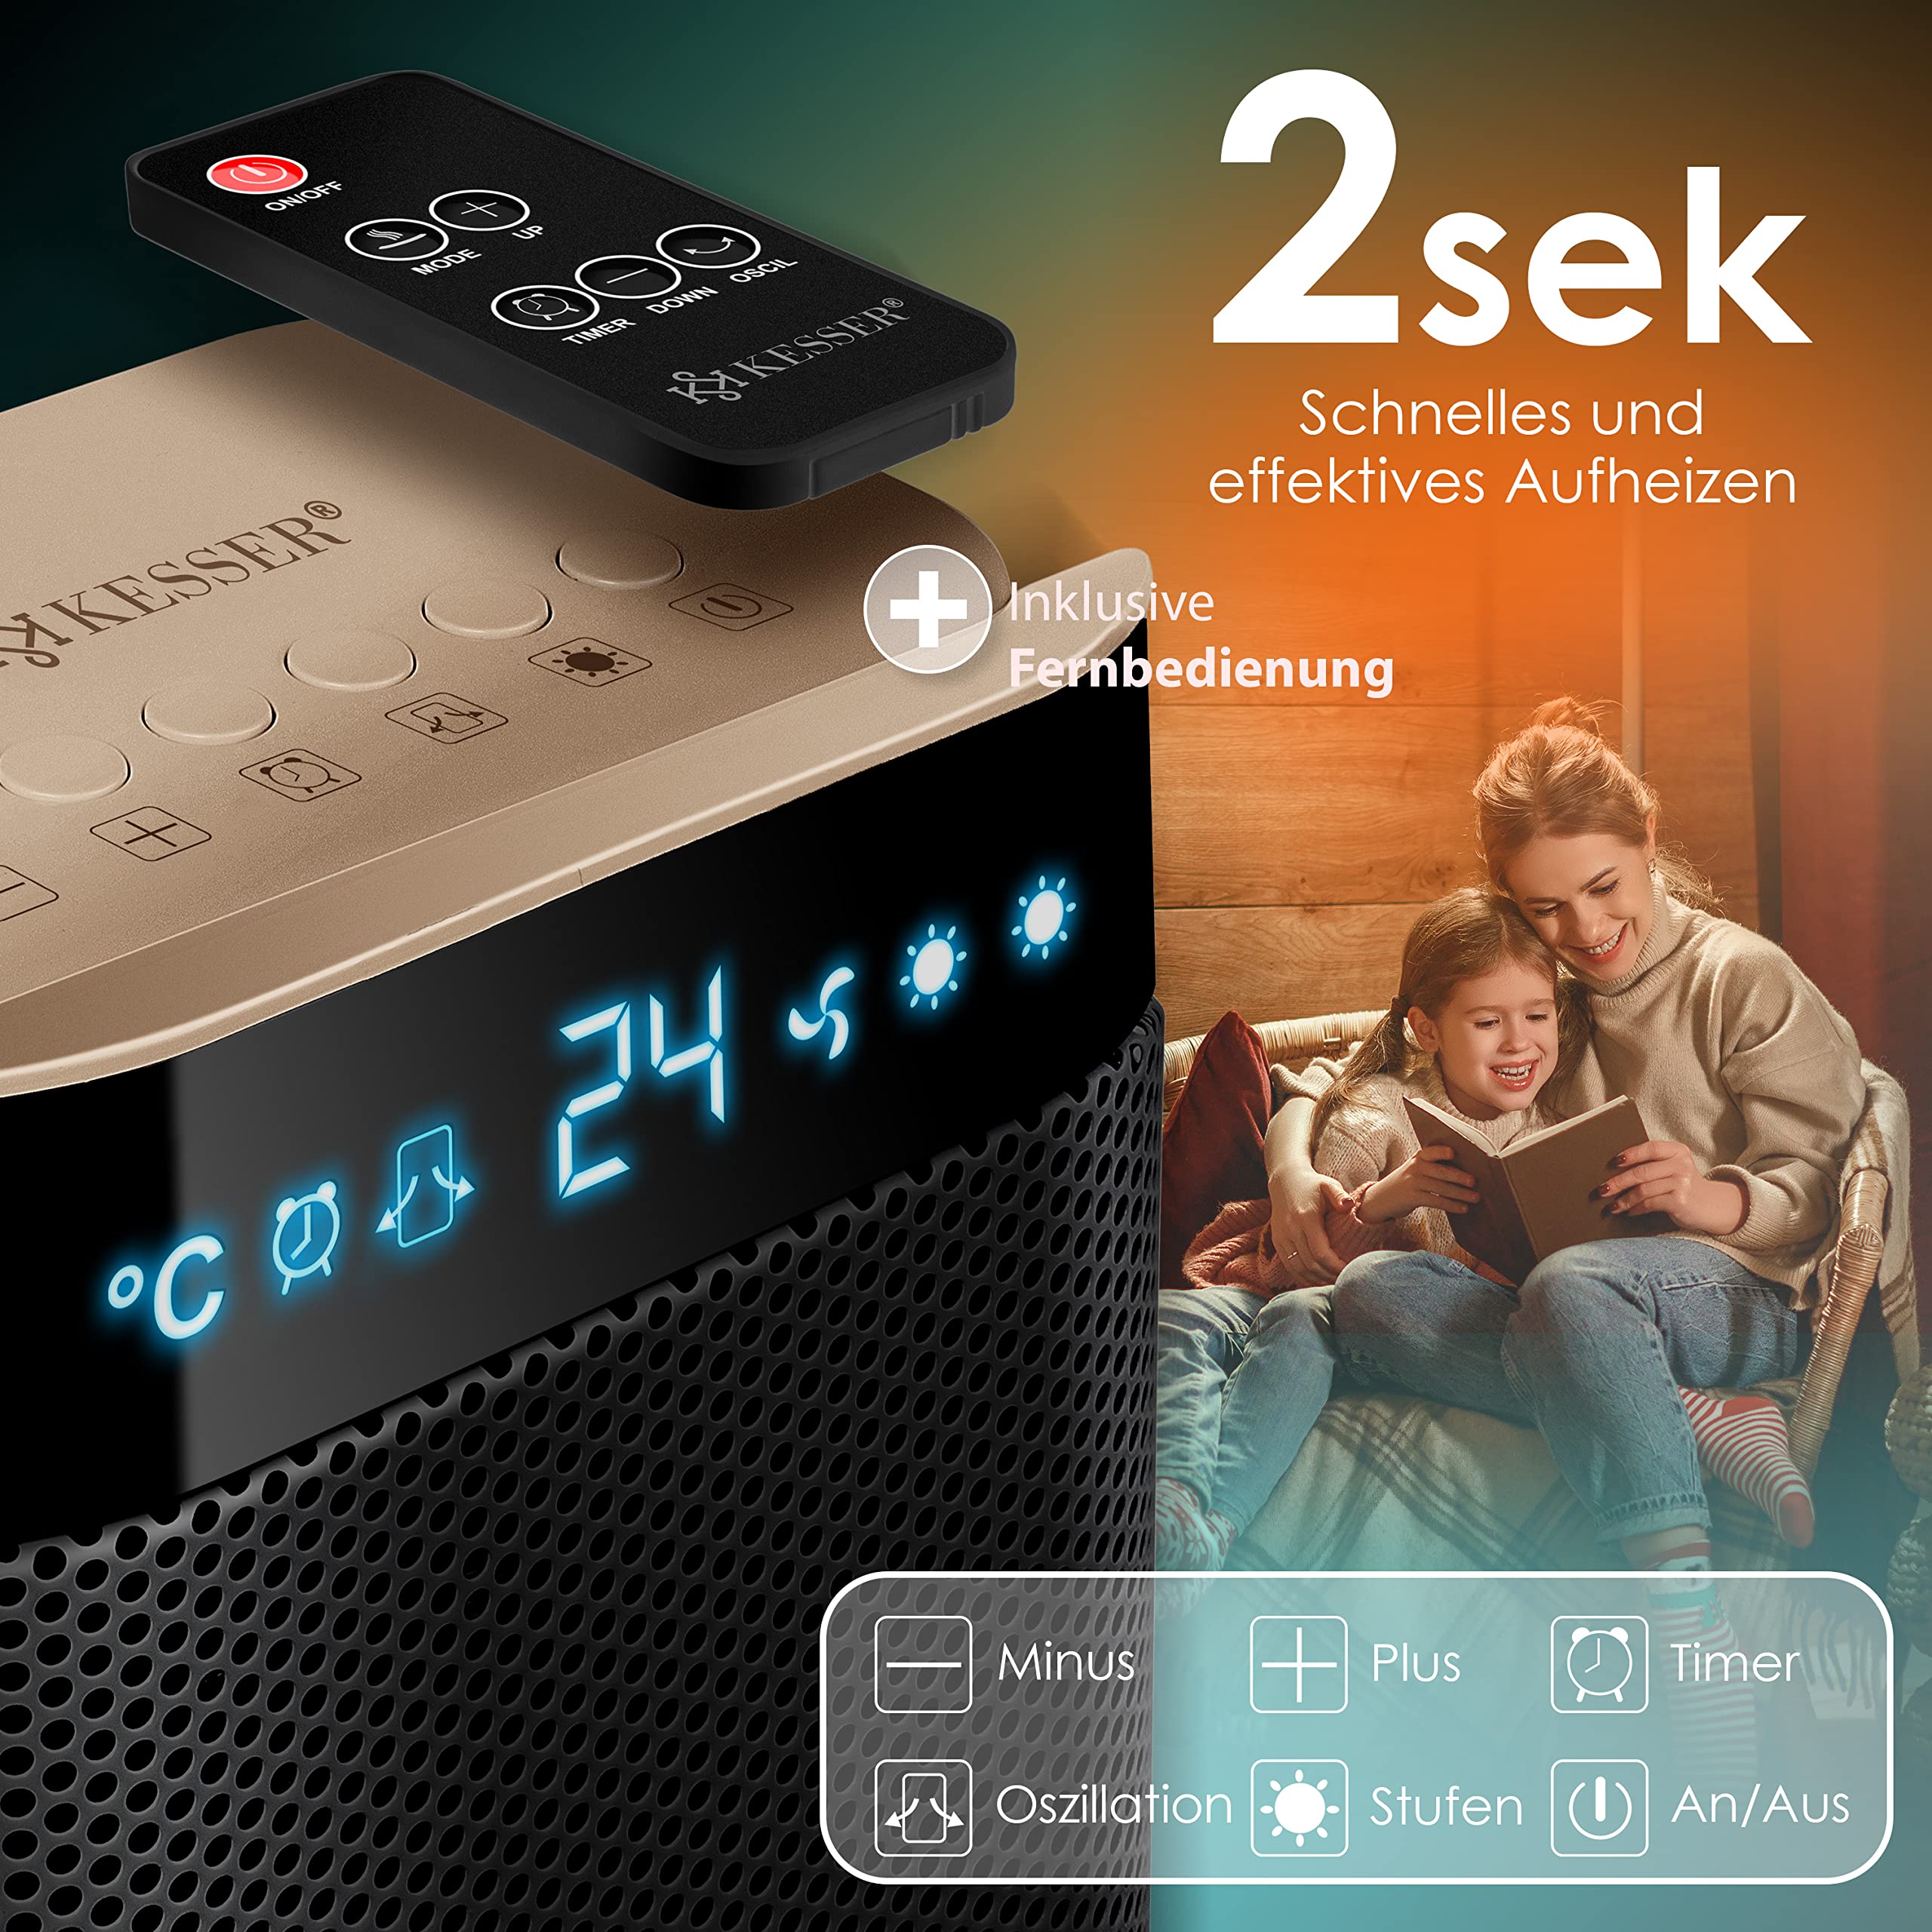 2sek
Schnelles und
effektives Aufheizen
ON/OFF
MODE
UP
TIMER
DOWN
OSCIL
KESSER®
KESSER®
Inklusive
Fernbedienung
°C
24
Minus
Plus
Timer
Oszillation
Stufen
An/Aus